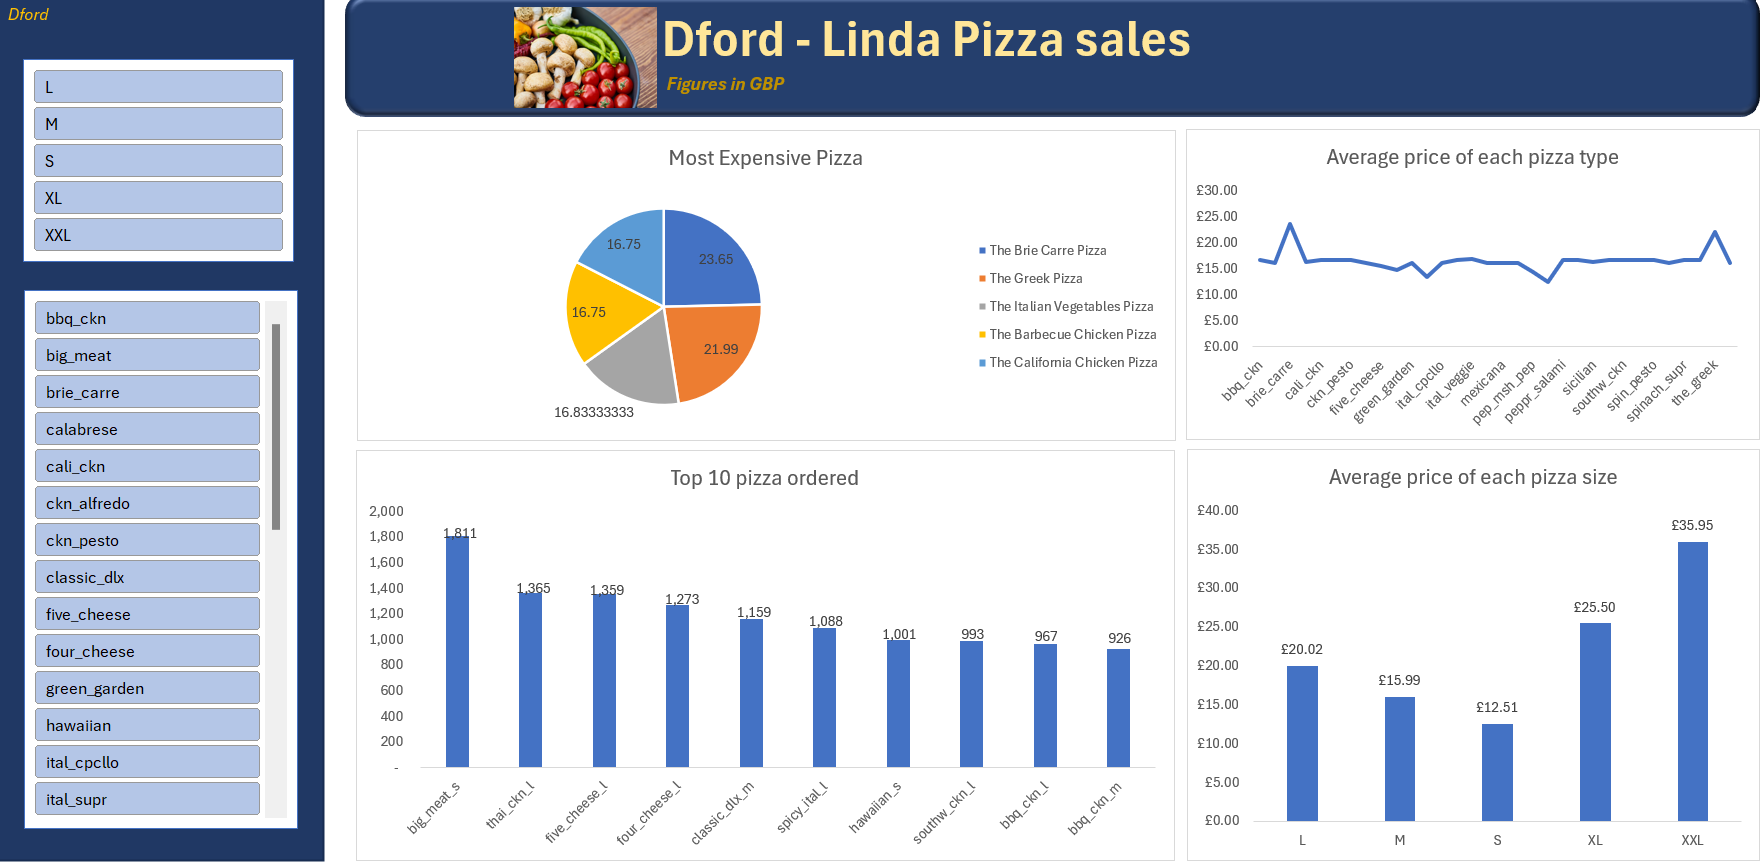 Dford
L
M
S
XL
XXL
bbq_ckn
big_meat
brie_carre
calabrese
cali_ckn
ckn_alfredo
ckn_pesto
classic_dlx
five_cheese
four_cheese
green_garden
hawaiian
ital_cpcllo
ital_supr
Dford - Linda Pizza sales
Figures in GBP
Most Expensive Pizza
16.75
23.65
16.75
21.99
16.83333333
The Brie Carre Pizza
The Greek Pizza
The Italian Vegetables Pizza
The Barbecue Chicken Pizza
The California Chicken Pizza
Average price of each pizza type
£30.00
£25.00
£20.00
£15.00
£10.00
£5.00
£0.00
bbq_ckn
brie_carre
cali_ckn
ckn_pesto
five_cheese
green_garden
ital_cpcllo
ital_veggie
mexicana
pep_msh_pep
peppr_salami
sicilian
southw_ckn
spin_pesto
spinach_supr
the_greek
Top 10 pizza ordered
2,000
1,800
1,600
1,400
1,200
1,000
800
600
400
200
-
1,811
1,365
1,359
1,273
1,159
1,088
1,001
993
967
926
big_meat_s
thai_ckn_l
five_cheese_l
four_cheese_l
classic_dlx_m
spicy_ital_l
hawaiian_s
southw_ckn_l
bbq_ckn_l
bbq_ckn_m
Average price of each pizza size
£40.00
£35.00
£30.00
£25.00
£20.00
£15.00
£10.00
£5.00
£0.00
£20.02
£15.99
£12.51
£25.50
£35.95
L
M
S
XL
XXL